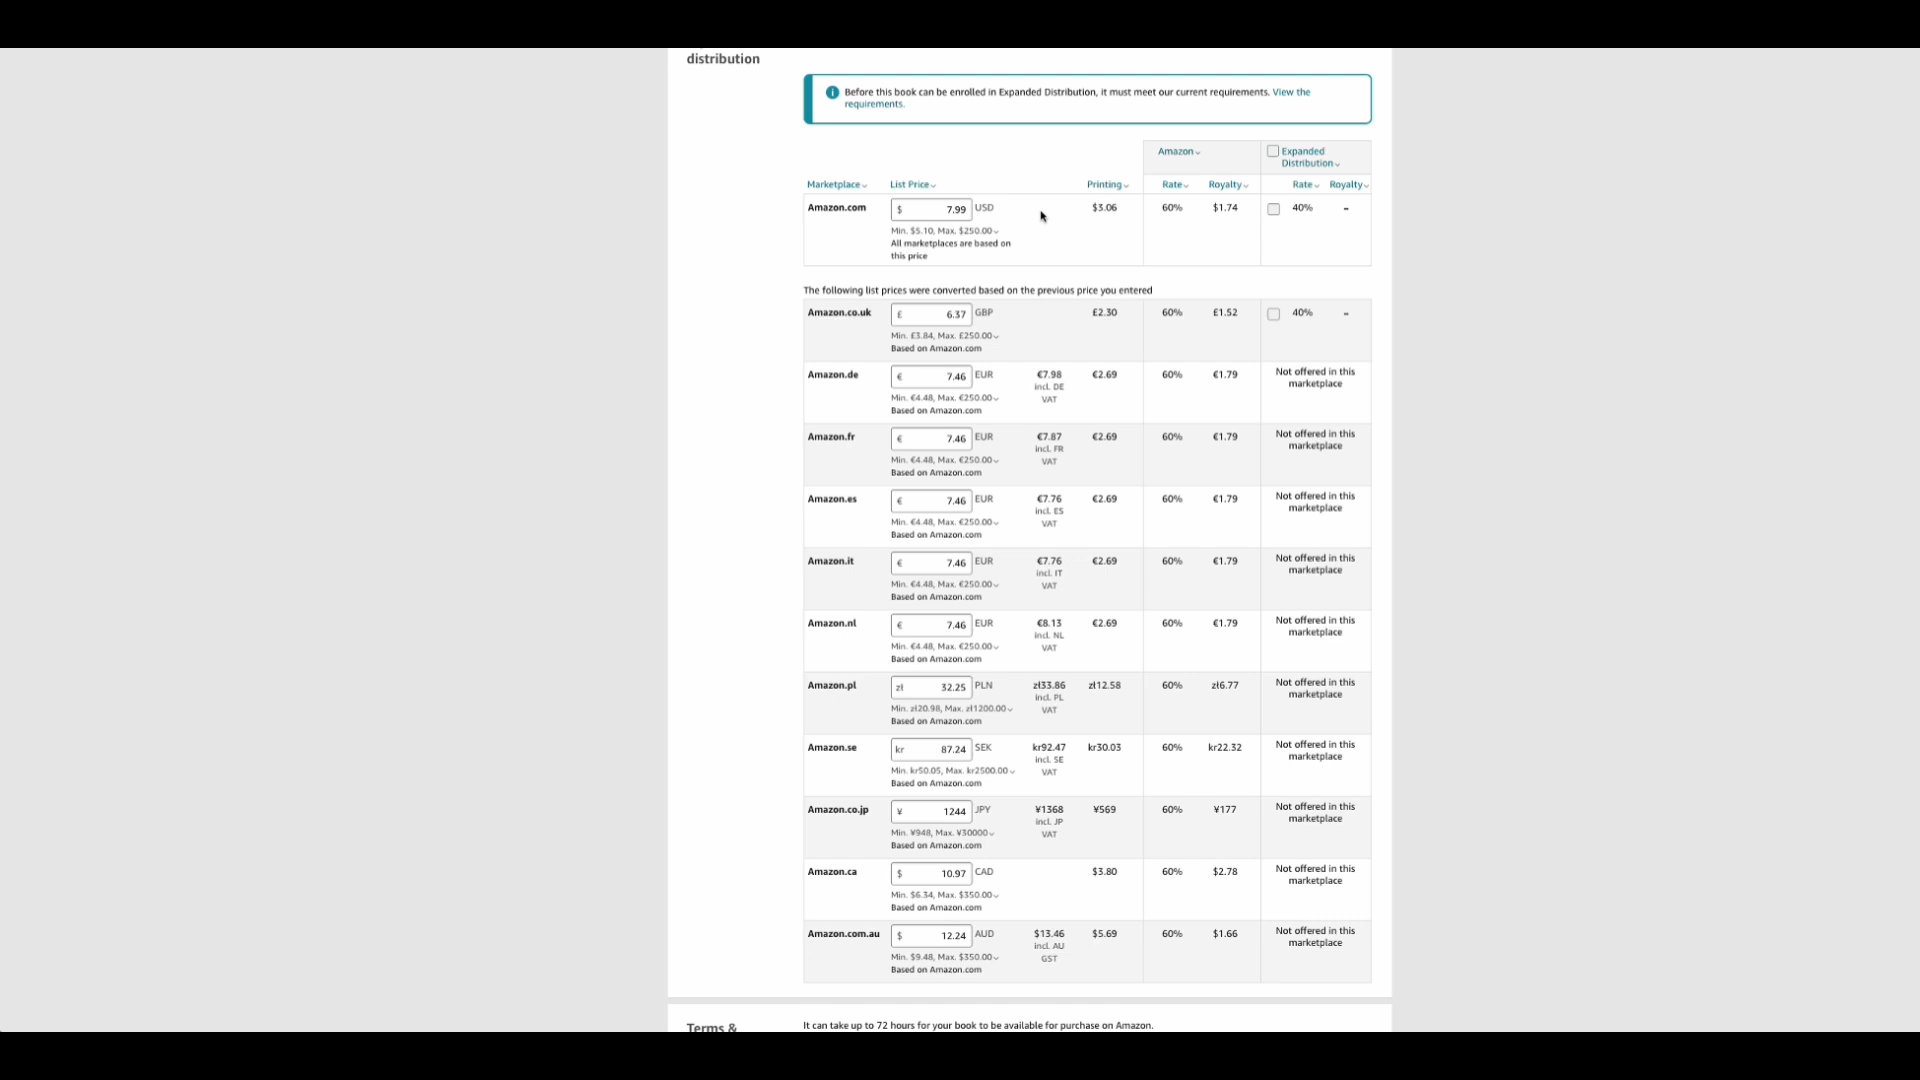 distribution
Before this book can be enrolled in Expanded Distribution, it must meet our current requirements. View the
requirements.
Amazon
Expanded
Distribution
Marketplace List Price Printing Rate Royalty Rate Royalty
Amazon.com $ 7.99 USD $3.06 60% $1.74 40% -
Min. $5.10, Max. $250.00
All marketplaces are based on
this price
The following list prices were converted based on the previous price you entered
Amazon.co.uk £ 6.37 GBP £2.30 60% £1.52 40% -
Min. £3.84, Max. £250.00
Based on Amazon.com
Amazon.de € 7.46 EUR €7.98 €2.69 60% €1.79 Not offered in this
incl. DE marketplace
Min. €4.48, Max. €250.00 VAT
Based on Amazon.com
Amazon.fr € 7.46 EUR €7.87 €2.69 60% €1.79 Not offered in this
incl. FR marketplace
Min. €4.48, Max. €250.00 VAT
Based on Amazon.com
Amazon.es € 7.46 EUR €7.76 €2.69 60% €1.79 Not offered in this
incl. ES marketplace
Min. €4.48, Max. €250.00 VAT
Based on Amazon.com
Amazon.it € 7.46 EUR €7.76 €2.69 60% €1.79 Not offered in this
incl. IT marketplace
Min. €4.48, Max. €250.00 VAT
Based on Amazon.com
Amazon.nl € 7.46 EUR €8.13 €2.69 60% €1.79 Not offered in this
incl. NL marketplace
Min. €4.48, Max. €250.00 VAT
Based on Amazon.com
Amazon.pl zł 32.25 PLN zł33.86 zł12.58 60% zł6.77 Not offered in this
incl. PL marketplace
Min. zł20.98, Max. zł1200.00 VAT
Based on Amazon.com
Amazon.se kr 87.24 SEK kr92.47 kr30.03 60% kr22.32 Not offered in this
incl. SE marketplace
Min. kr50.05, Max. kr2500.00 VAT
Based on Amazon.com
Amazon.co.jp ¥ 1244 JPY ¥1368 ¥569 60% ¥177 Not offered in this
incl. JP marketplace
Min. ¥948, Max. ¥30000 VAT
Based on Amazon.com
Amazon.ca $ 10.97 CAD $3.80 60% $2.78 Not offered in this
marketplace
Min. $6.34, Max. $350.00
Based on Amazon.com
Amazon.com.au $ 12.24 AUD $13.46 $5.69 60% $1.66 Not offered in this
incl. AU marketplace
Min. $9.48, Max. $350.00 GST
Based on Amazon.com
Terms & It can take up to 72 hours for your book to be available for purchase on Amazon.